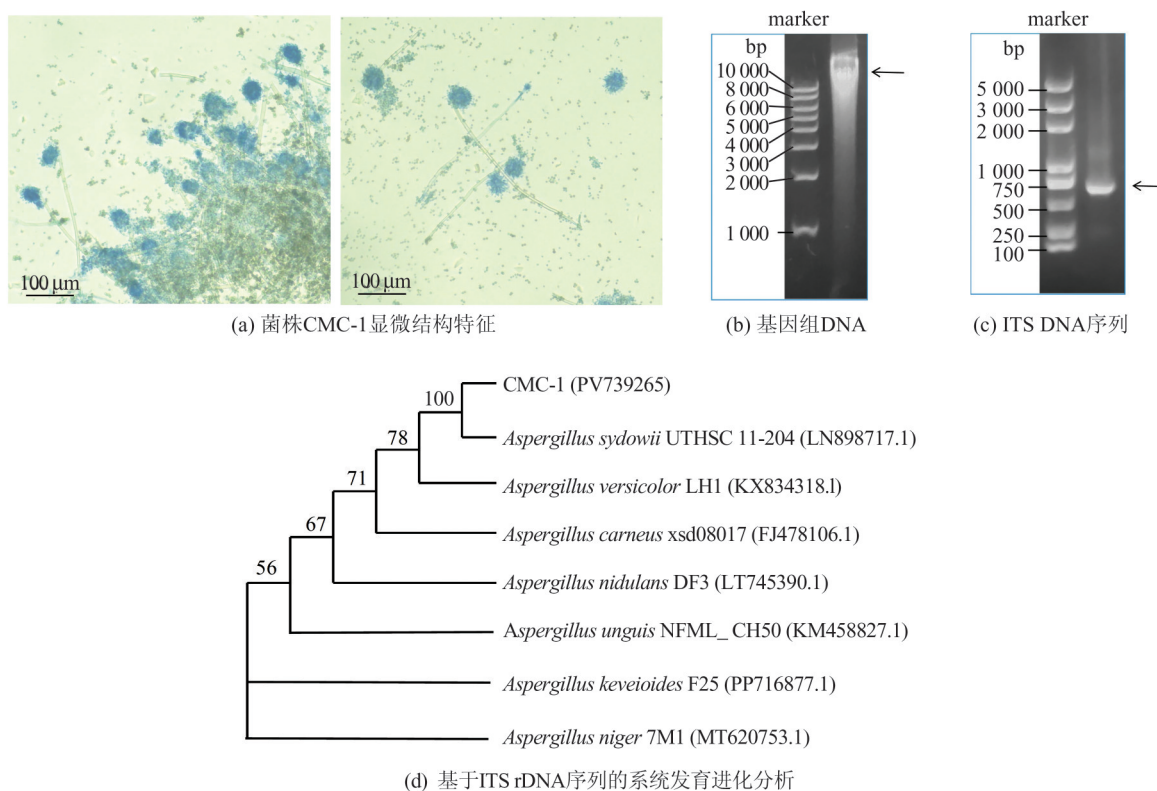 100 μm
100 μm
(a) 菌株CMC-1显微结构特征
marker
bp
10 000
8 000
6 000
5 000
4 000
3 000
2 000
1 000
(b) 基因组DNA
marker
bp
5 000
3 000
2 000
1 000
750
500
250
100
(c) ITS DNA序列
CMC-1 (PV739265)
100
Aspergillus sydowii UTHSC 11-204 (LN898717.1)
78
Aspergillus versicolor LH1 (KX834318.l)
71
Aspergillus carneus xsd08017 (FJ478106.1)
67
Aspergillus nidulans DF3 (LT745390.1)
56
Aspergillus unguis NFML_ CH50 (KM458827.1)
Aspergillus keveioides F25 (PP716877.1)
Aspergillus niger 7M1 (MT620753.1)
(d) 基于ITS rDNA序列的系统发育进化分析